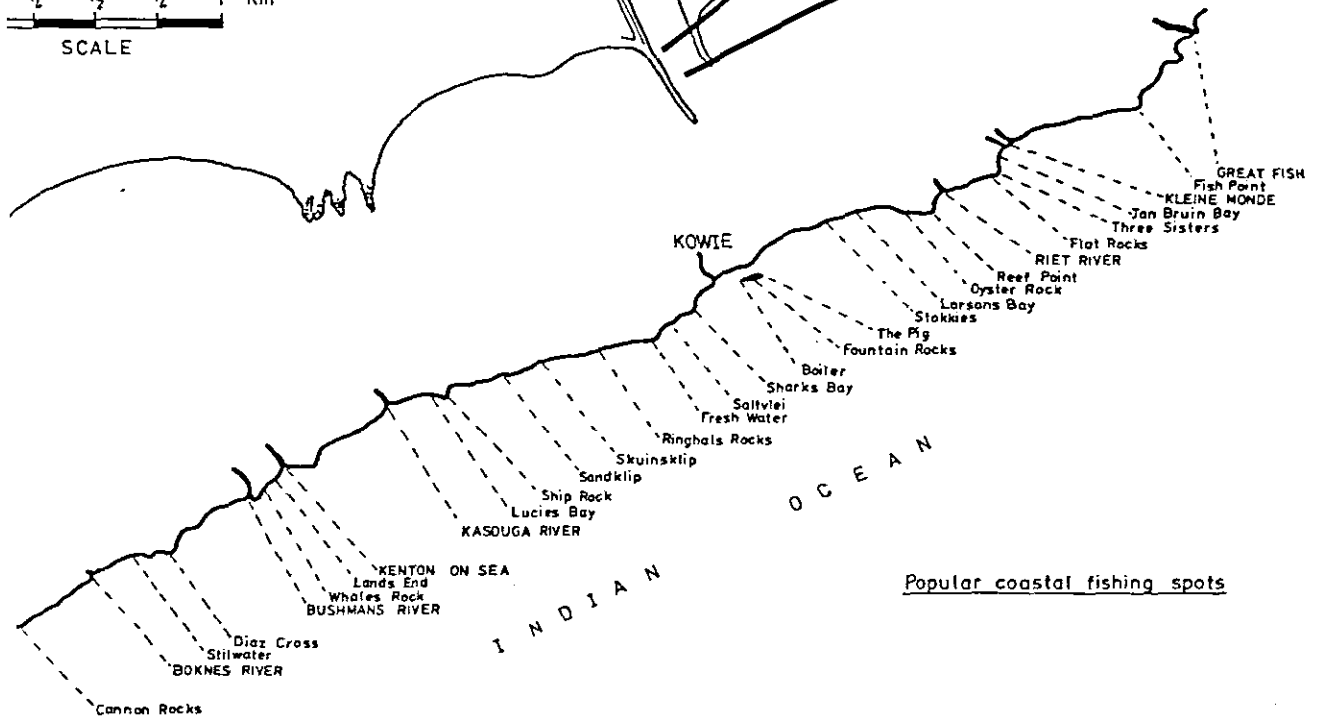 Km
SCALE
GREAT FISH
Fish Point
KLEINE MONDE
Jan Bruin Bay
Three Sisters
Flat Rocks
RIET RIVER
Reef Point
Oyster Rock
Larsons Bay
Stokkies
The Pig
Fountain Rocks
Boiler
Sharks Bay
Saltvlei
Fresh Water
Ringhals Rocks
Skuinsklip
Sandklip
Ship Rock
Lucies Bay
KASOUGA RIVER
KENTON ON SEA
Lands End
Whales Rock
BUSHMANS RIVER
Diaz Cross
Stilwater
BOKNES RIVER
Cannon Rocks
KOWIE
INDIAN OCEAN
Popular coastal fishing spots